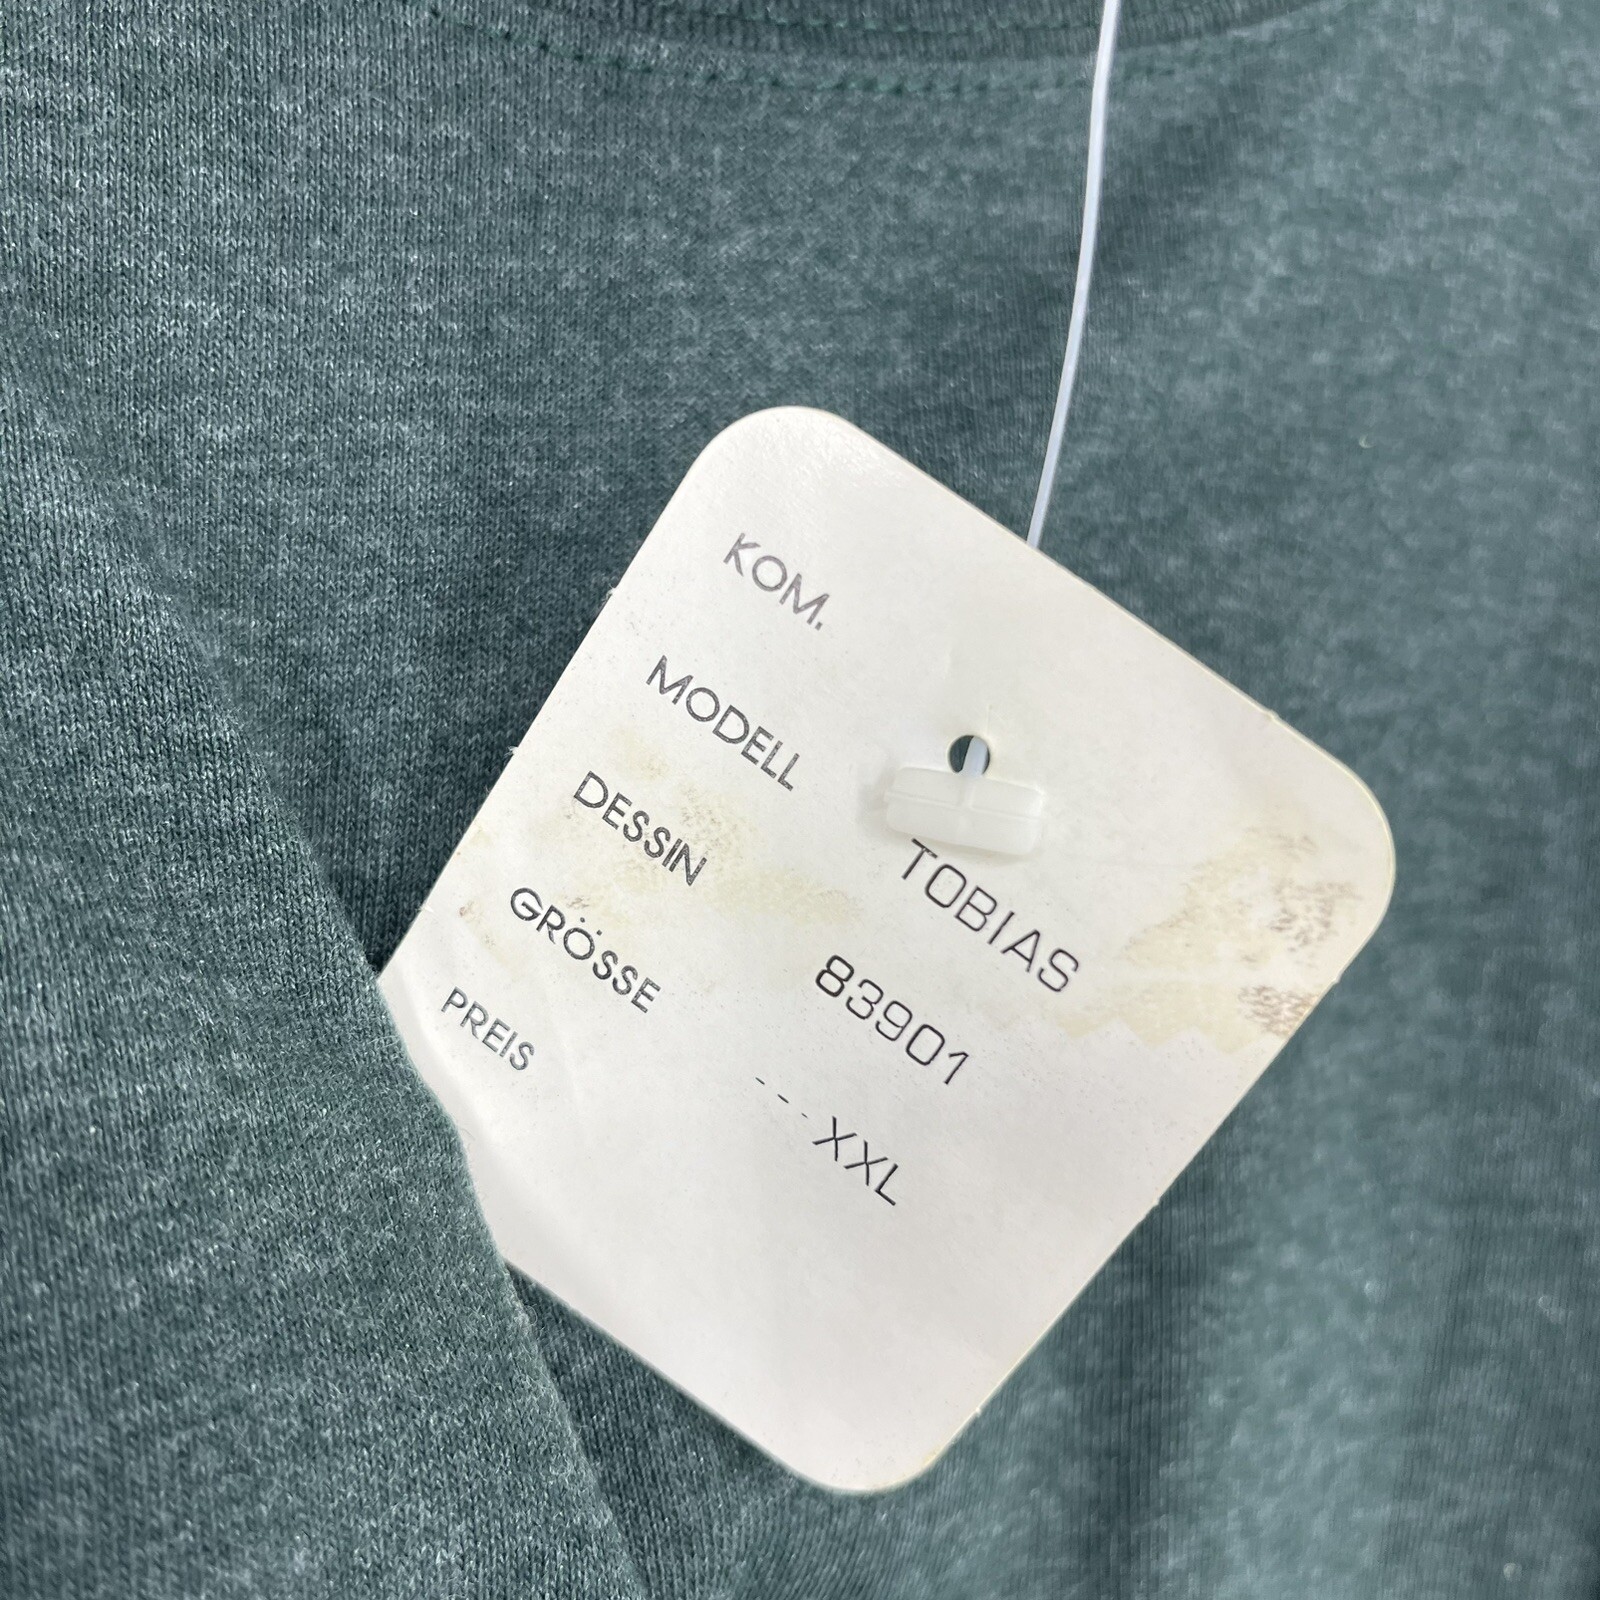 KOM.
MODELL TOBIAS
DESSIN 83901
GRÖSSE ---XXL
PREIS